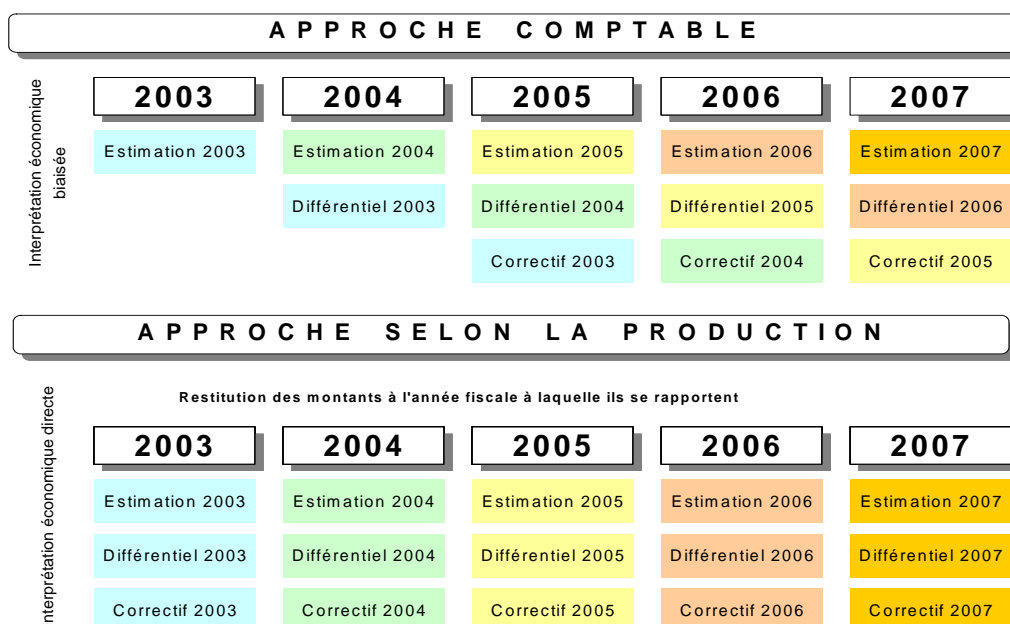 APPROCHE COMPTABLE
Interprétation économique
biaisée
2003 2004 2005 2006 2007
Estimation 2003 Estimation 2004 Estimation 2005 Estimation 2006 Estimation 2007
Différentiel 2003 Différentiel 2004 Différentiel 2005 Différentiel 2006
Correctif 2003 Correctif 2004 Correctif 2005
APPROCHE SELON LA PRODUCTION
nterprétation économique directe
Restitution des montants à l'année fiscale à laquelle ils se rapportent
2003 2004 2005 2006 2007
Estimation 2003 Estimation 2004 Estimation 2005 Estimation 2006 Estimation 2007
Différentiel 2003 Différentiel 2004 Différentiel 2005 Différentiel 2006 Différentiel 2007
Correctif 2003 Correctif 2004 Correctif 2005 Correctif 2006 Correctif 2007